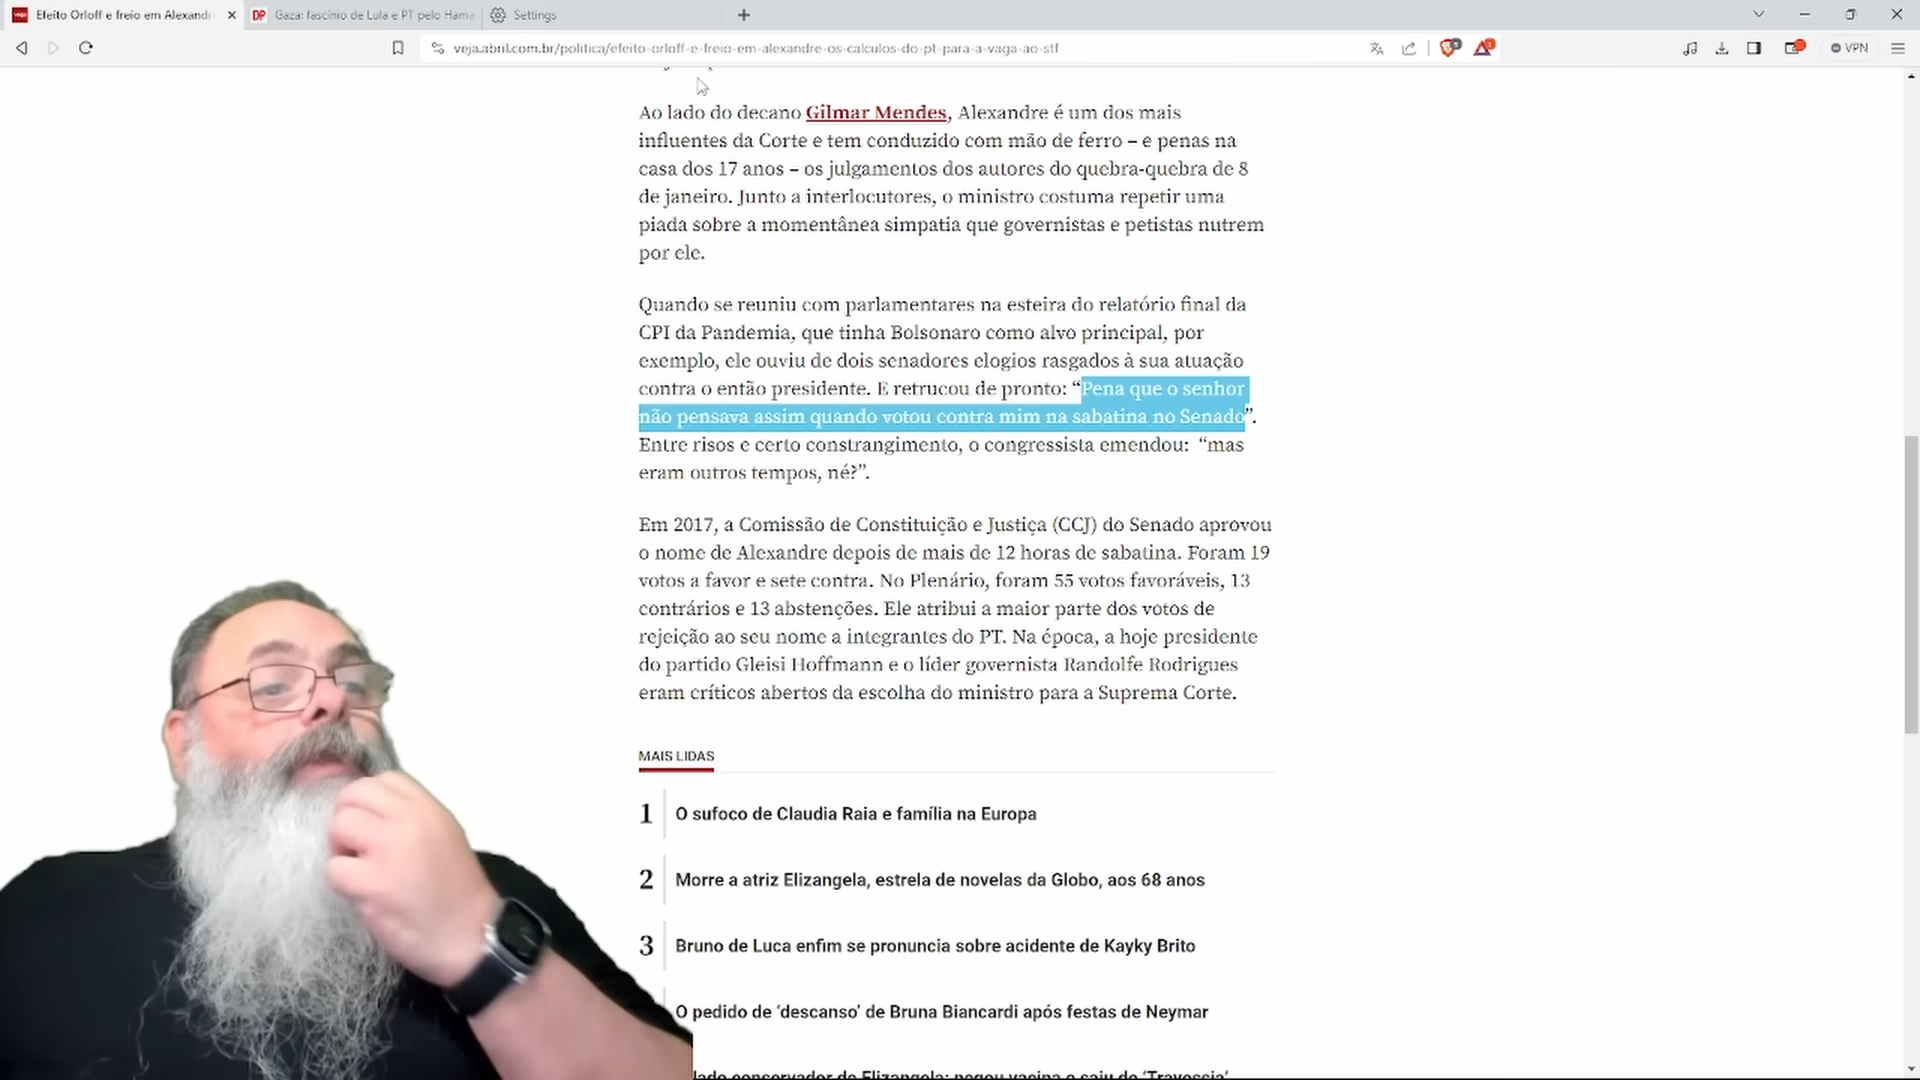 Efeito Orloff e freio em Alexandr
DP Gaza: fascínio de Lula e PT pelo Hama
Settings
veja.abril.com.br/politica/efeito-orloff-e-freio-em-alexandre-os-calculos-do-pt-para-a-vaga-ao-stf
VPN
Ao lado do decano Gilmar Mendes, Alexandre é um dos mais
influentes da Corte e tem conduzido com mão de ferro – e penas na
casa dos 17 anos – os julgamentos dos autores do quebra-quebra de 8
de janeiro. Junto a interlocutores, o ministro costuma repetir uma
piada sobre a momentânea simpatia que governistas e petistas nutrem
por ele.
Quando se reuniu com parlamentares na esteira do relatório final da
CPI da Pandemia, que tinha Bolsonaro como alvo principal, por
exemplo, ele ouviu de dois senadores elogios rasgados à sua atuação
contra o então presidente. E retrucou de pronto: “Pena que o senhor
não pensava assim quando votou contra mim na sabatina no Senado”.
Entre risos e certo constrangimento, o congressista emendou: “mas
eram outros tempos, né?”.
Em 2017, a Comissão de Constituição e Justiça (CCJ) do Senado aprovou
o nome de Alexandre depois de mais de 12 horas de sabatina. Foram 19
votos a favor e sete contra. No Plenário, foram 55 votos favoráveis, 13
contrários e 13 abstenções. Ele atribui a maior parte dos votos de
rejeição ao seu nome a integrantes do PT. Na época, a hoje presidente
do partido Gleisi Hoffmann e o líder governista Randolfe Rodrigues
eram críticos abertos da escolha do ministro para a Suprema Corte.
MAIS LIDAS
1 O sufoco de Claudia Raia e família na Europa
2 Morre a atriz Elizangela, estrela de novelas da Globo, aos 68 anos
3 Bruno de Luca enfim se pronuncia sobre acidente de Kayky Brito
O pedido de ‘descanso’ de Bruna Biancardi após festas de Neymar
lado conservador de Elizangela: negou vacina e saiu de ‘Travessia’